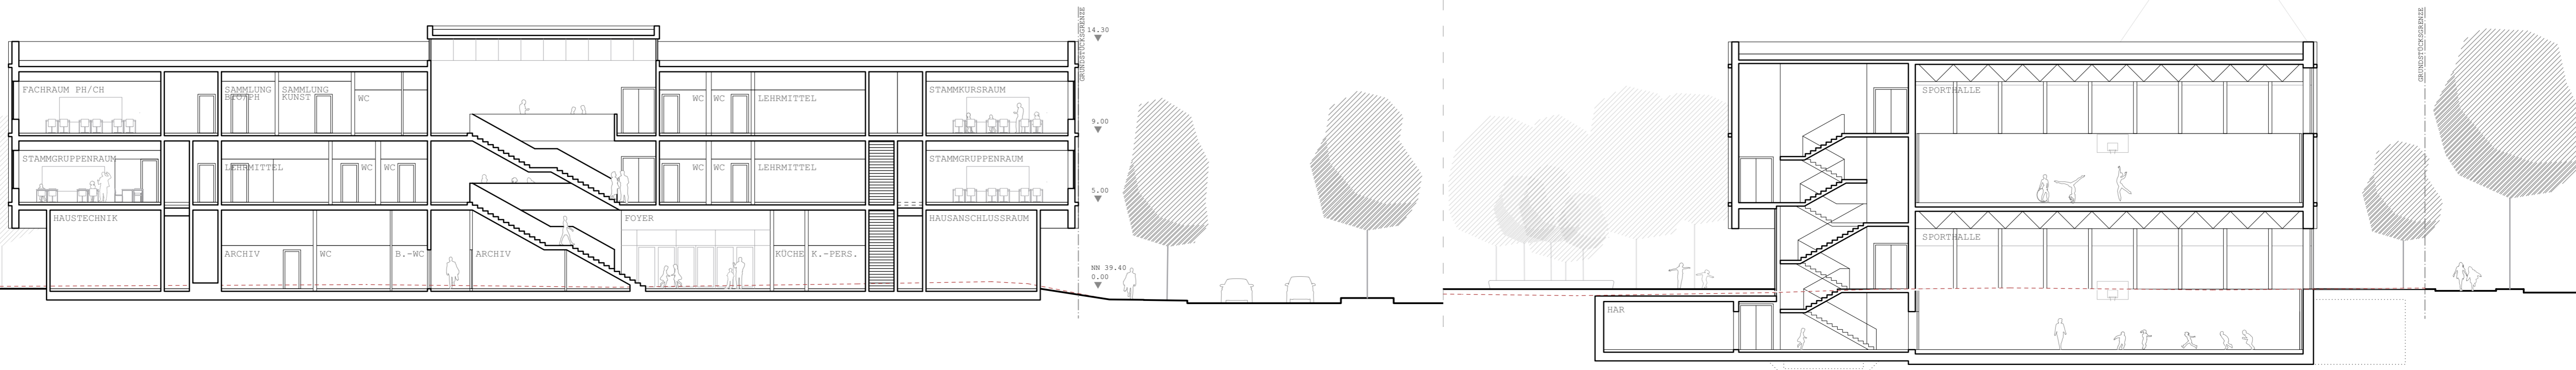 GRUNDSTÜCKSGRENZE
14.30
GRUNDSTÜCKSGRENZE
FACHRAUM PH/CH
SAMMLUNG
BIO/PH
SAMMLUNG
KUNST
WC
WC
WC
LEHRMITTEL
STAMMKURSRAUM
SPORTHALLE
9.00
STAMMGRUPPENRAUM
LEHRMITTEL
WC
WC
WC
WC
LEHRMITTEL
STAMMGRUPPENRAUM
5.00
HAUSTECHNIK
FOYER
HAUSANSCHLUSSRAUM
SPORTHALLE
ARCHIV
WC
B.-WC
ARCHIV
KÜCHE
K.-PERS.
NN 39.40
0.00
HAR